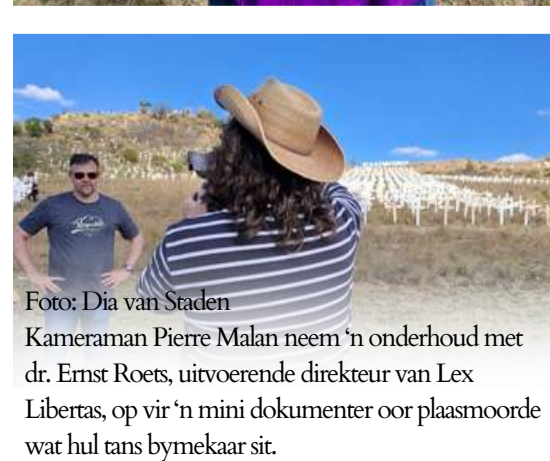 Foto: Dia van Staden
Kameraman Pierre Malan neem ‘n onderhoud met
dr. Ernst Roets, uitvoerende direkteur van Lex
Libertas, op vir ‘n mini dokumenter oor plaasmoorde
wat hul tans bymekaar sit.